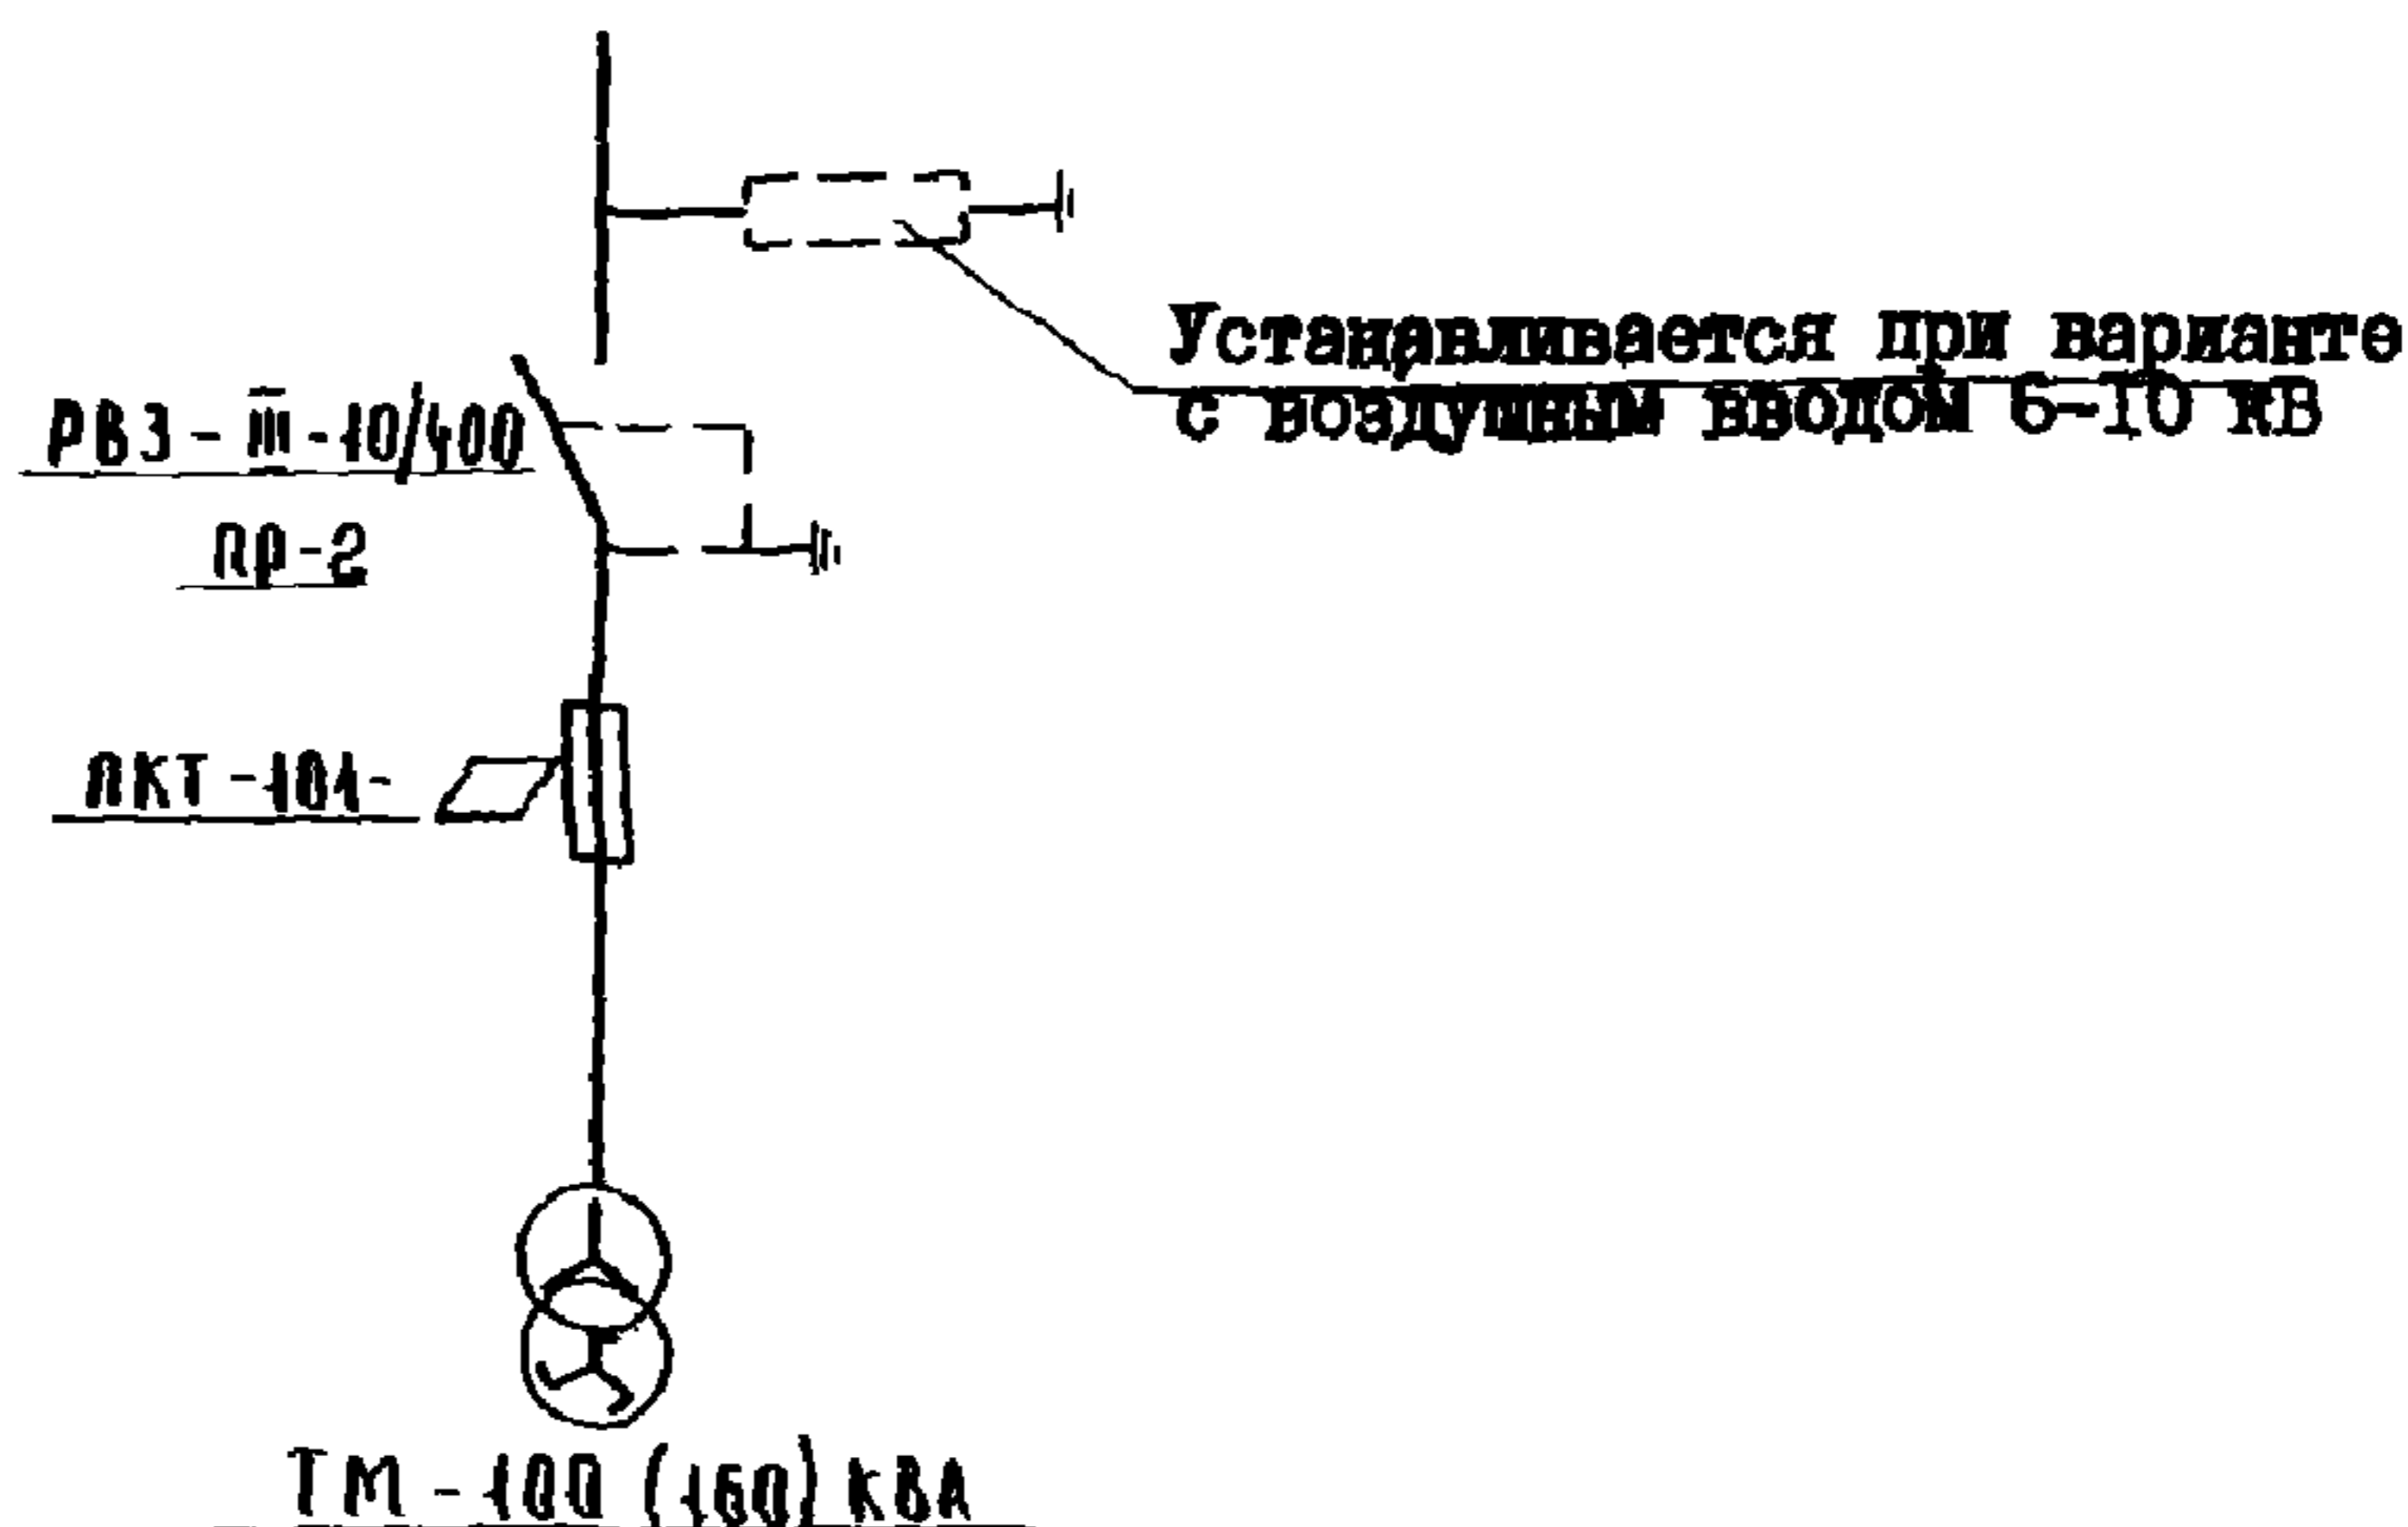 Устанавливается при варианте
с воздушным вводом 6-10 кВ
РВЗ-III-10/400
Пр-2
ПКТ-101-
ТМ-100 (160) кВА